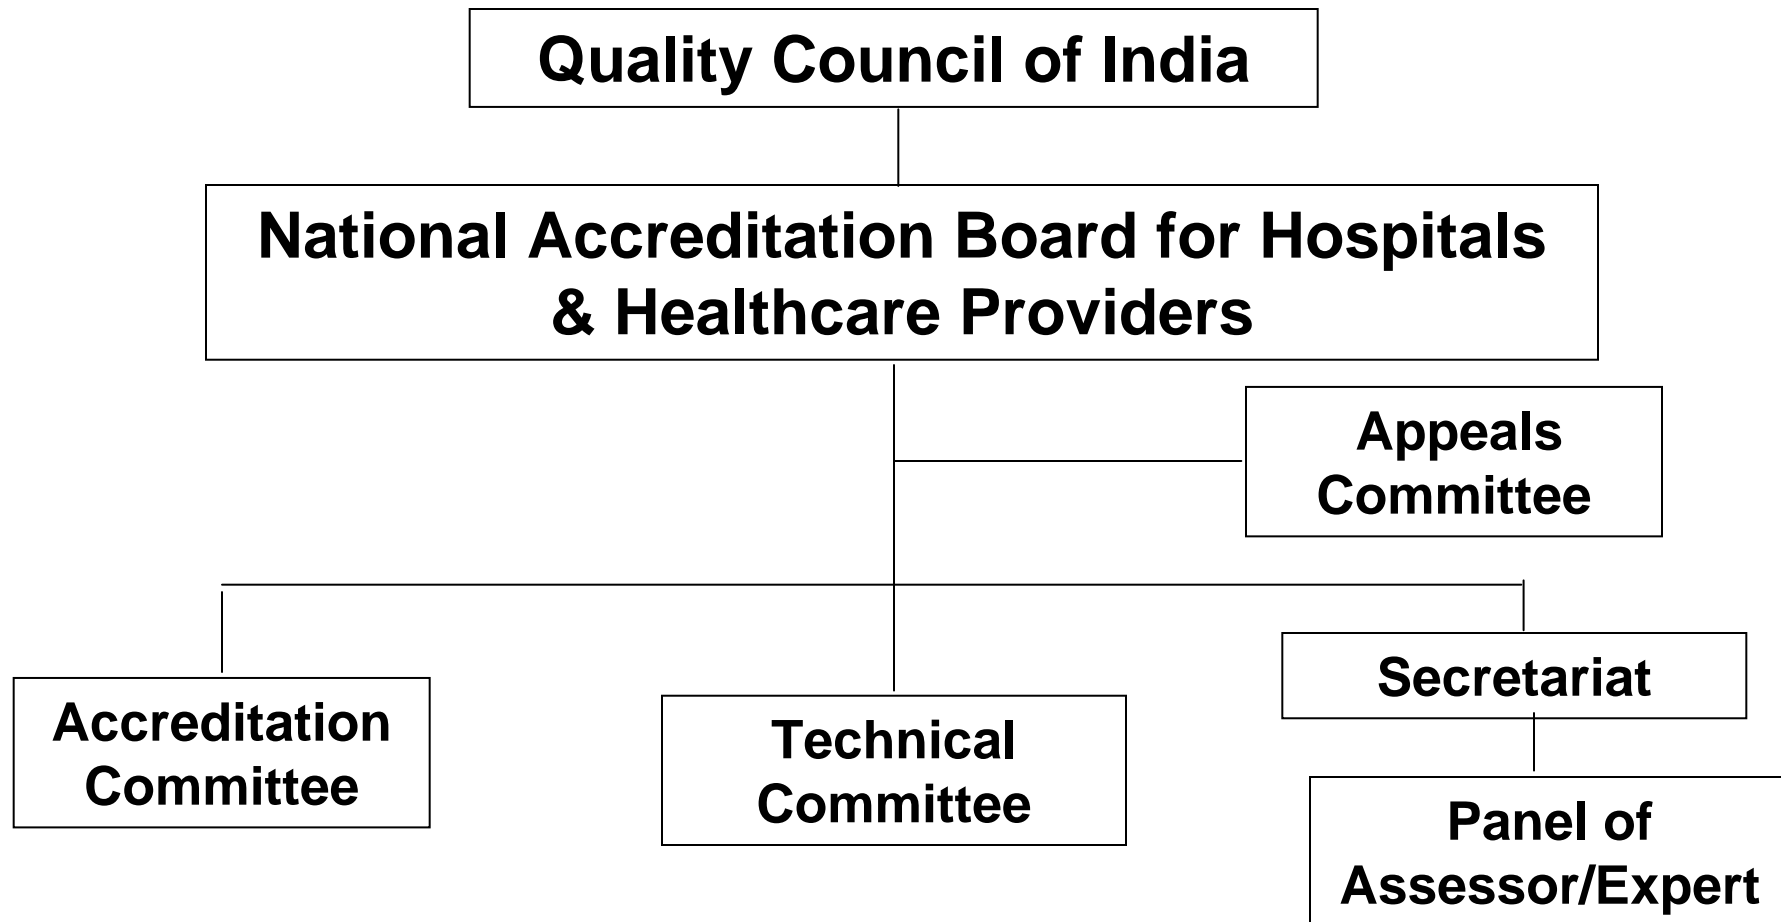 Quality Council of India
National Accreditation Board for Hospitals
& Healthcare Providers
Appeals
Committee
Accreditation
Committee
Technical
Committee
Secretariat
Panel of
Assessor/Expert